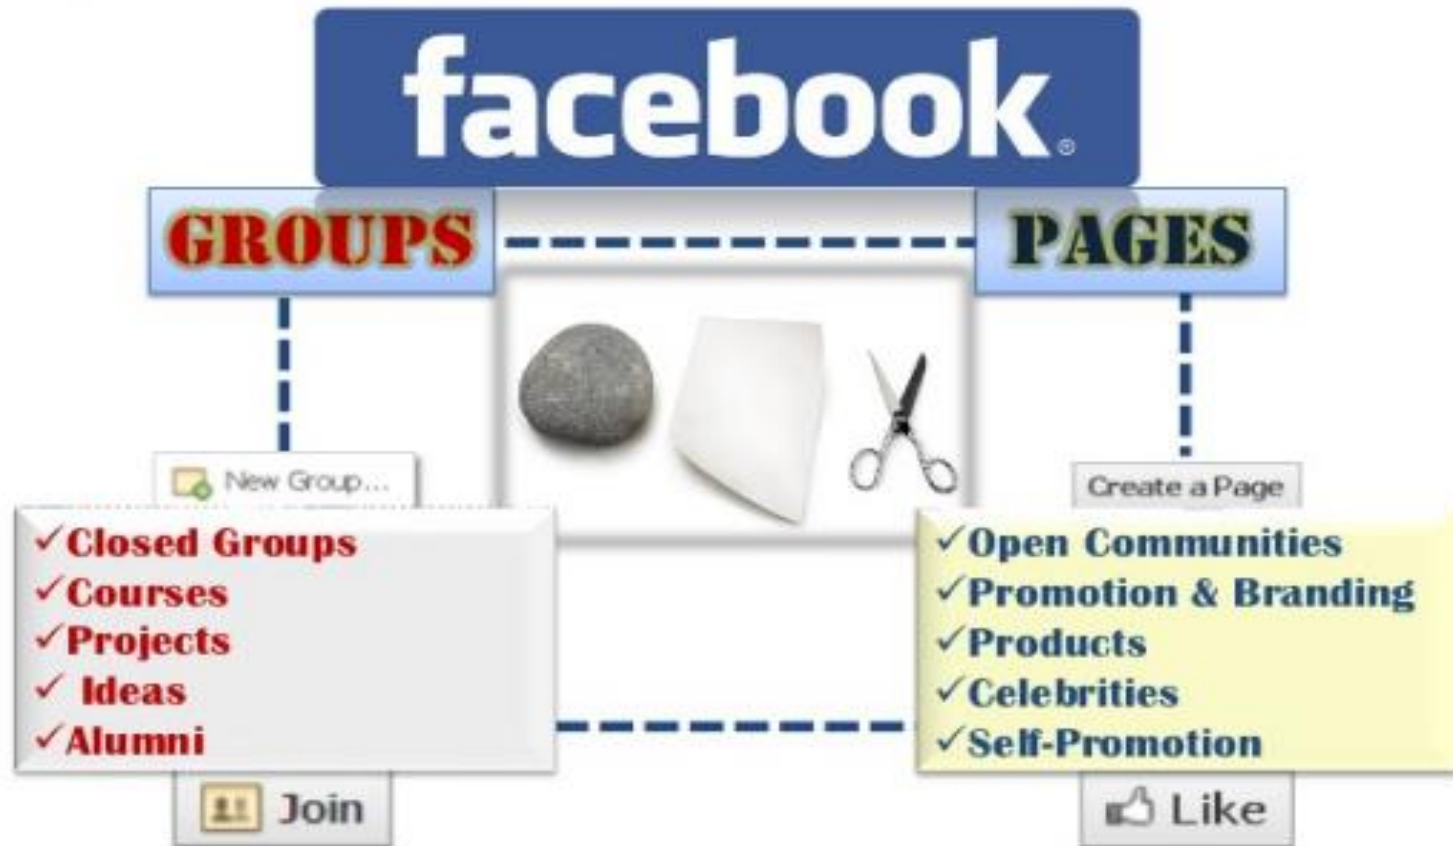 facebook®
GROUPS
PAGES
New Group...
✓Closed Groups
✓Courses
✓Projects
✓ Ideas
✓Alumni
Join
Create a Page
✓Open Communities
✓Promotion & Branding
✓Products
✓Celebrities
✓Self-Promotion
Like